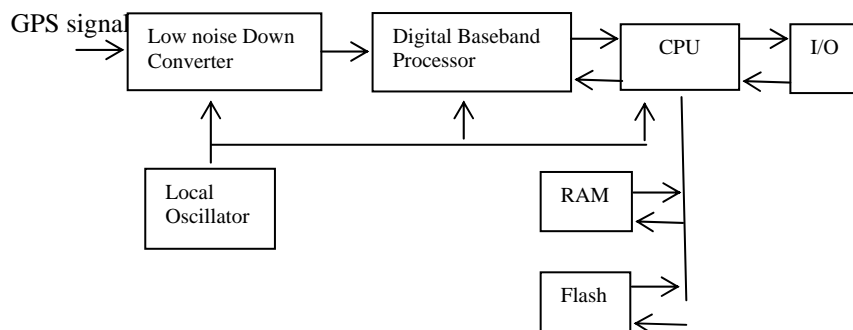 GPS signal
Low noise Down
Converter
Digital Baseband
Processor
CPU
I/O
Local
Oscillator
RAM
Flash